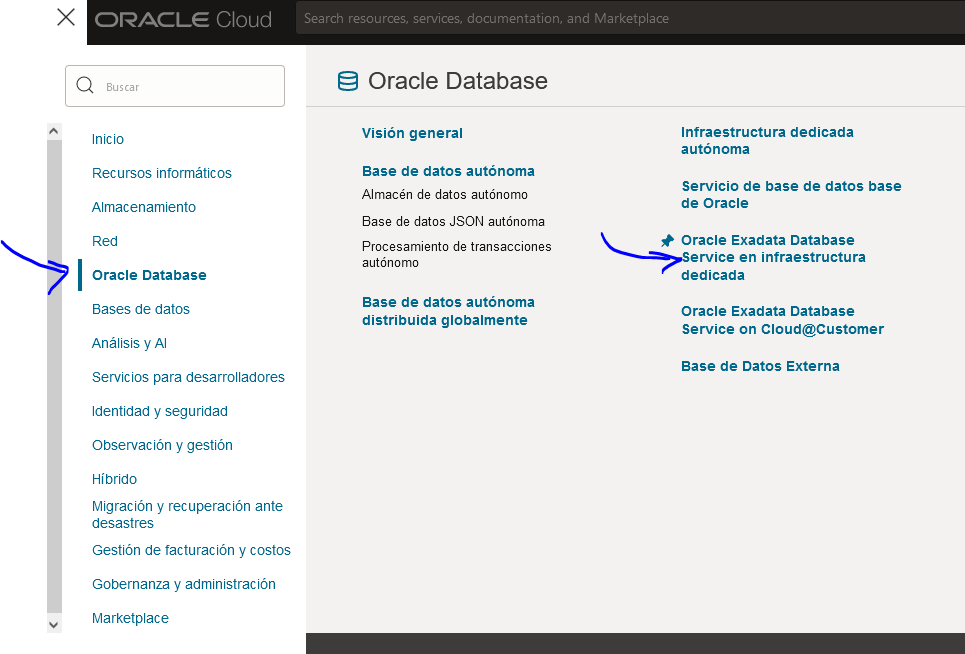 ORACLE Cloud
Search resources, services, documentation, and Marketplace
Buscar
Inicio
Recursos informáticos
Almacenamiento
Red
Oracle Database
Bases de datos
Análisis y AI
Servicios para desarrolladores
Identidad y seguridad
Observación y gestión
Híbrido
Migración y recuperación ante
desastres
Gestión de facturación y costos
Gobernanza y administración
Marketplace
Oracle Database
Visión general
Base de datos autónoma
Almacén de datos autónomo
Base de datos JSON autónoma
Procesamiento de transacciones
autónomo
Base de datos autónoma
distribuida globalmente
Infraestructura dedicada
autónoma
Servicio de base de datos base
de Oracle
Oracle Exadata Database
Service en infraestructura
dedicada
Oracle Exadata Database
Service on Cloud@Customer
Base de Datos Externa